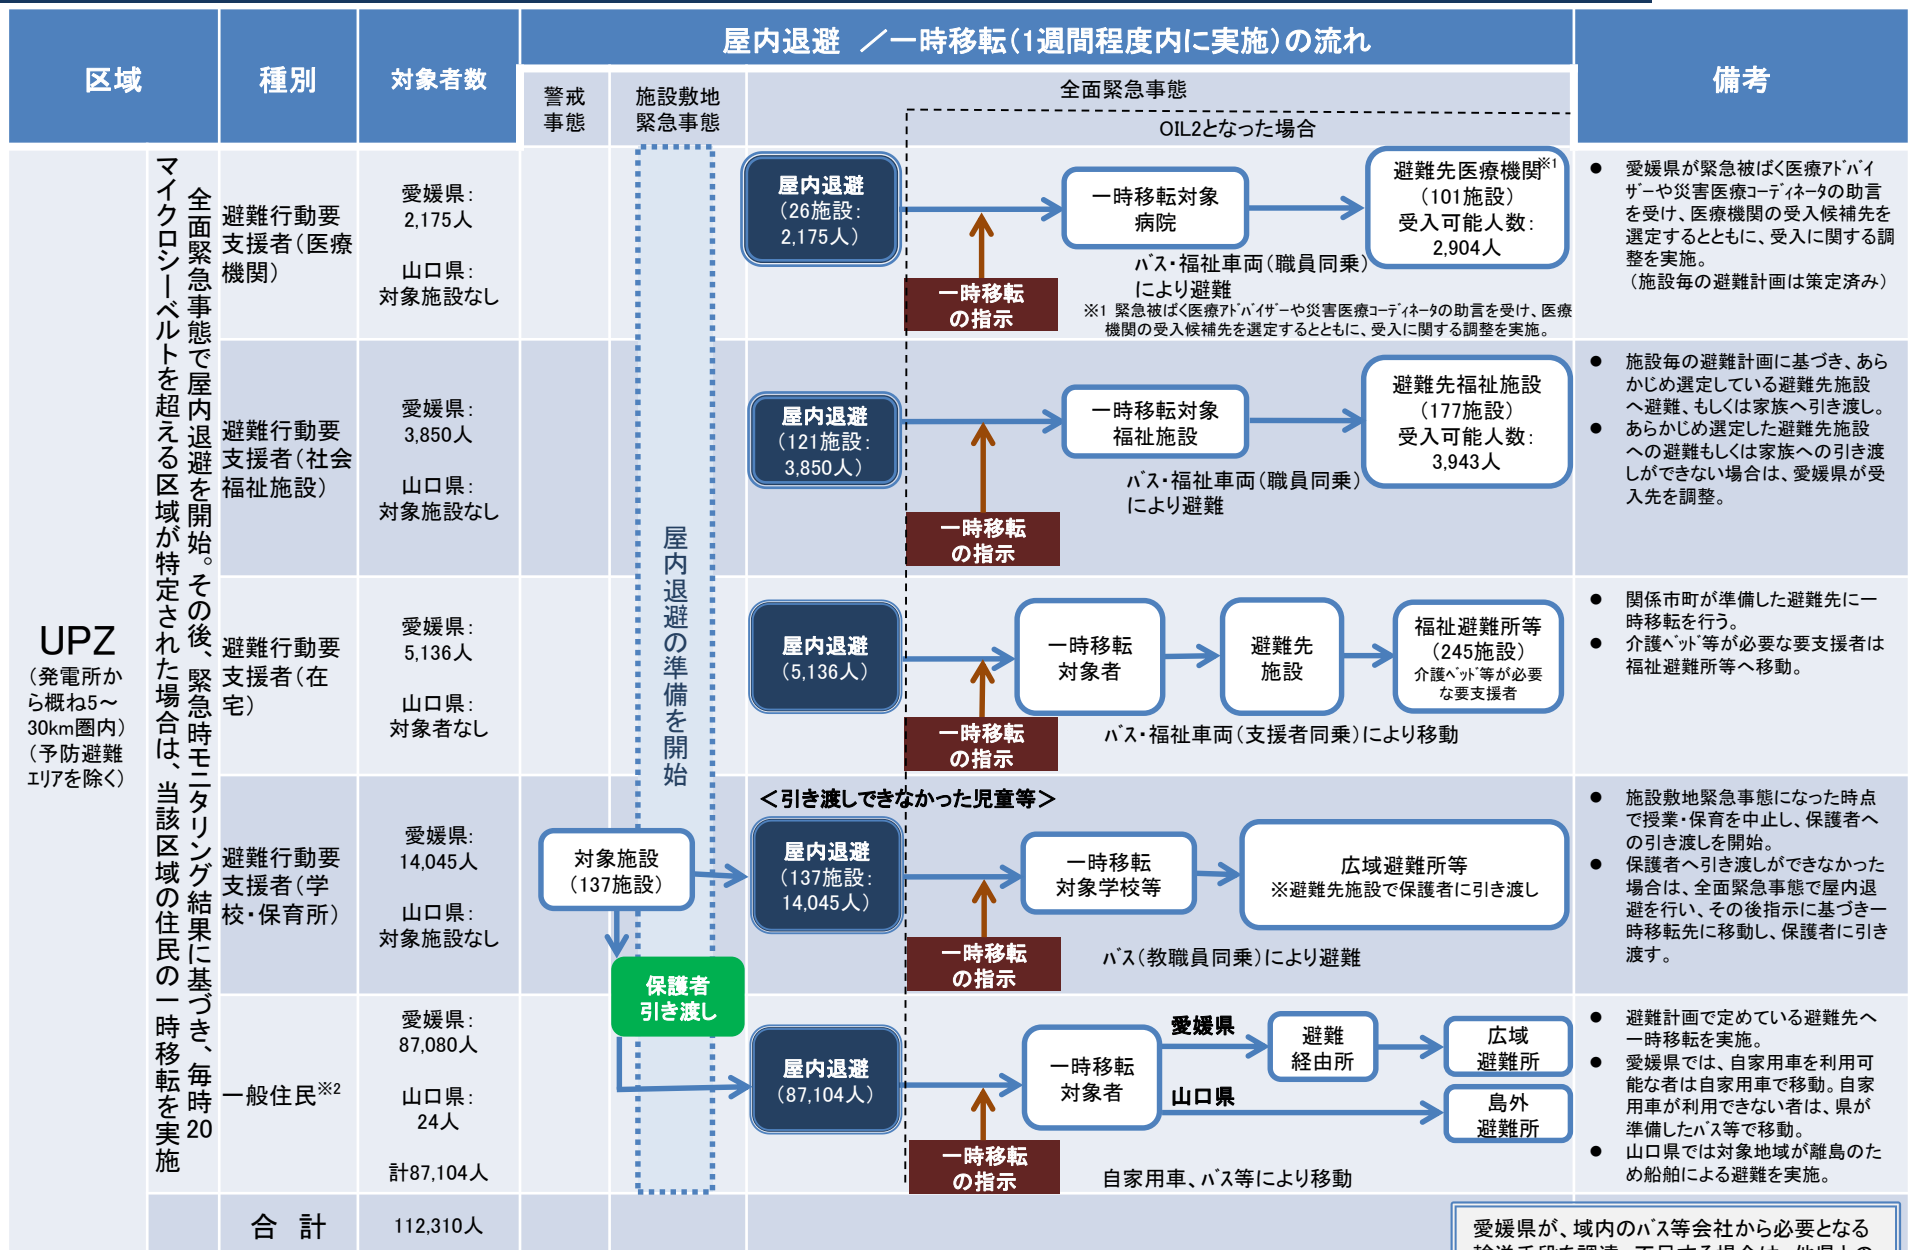 区域
種別
対象者数
屋内退避　／一時移転（1週間程度内に実施）の流れ
備考
警戒
事態
施設敷地
緊急事態
全面緊急事態
OIL2となった場合
UPZ
（発電所か
ら概ね5～
30km圏内）
（予防避難
エリアを除く）
全面緊急事態で屋内退避を開始。その後、緊急時モニタリング結果に基づき、毎時20
マイクロシーベルトを超える区域が特定された場合は、当該区域の住民の一時移転を実施
屋内退避の準備を開始
避難行動要
支援者（医療
機関）
愛媛県：
2,175人
山口県：
対象施設なし
屋内退避
（26施設：
2,175人）
一時移転
の指示
一時移転対象
病院
避難先医療機関※1
（101施設）
受入可能人数：
2,904人
バス・福祉車両（職員同乗）
により避難
※1 緊急被ばく医療アドバイザーや災害医療コーディネータの助言を受け、医療
機関の受入候補先を選定するとともに、受入に関する調整を実施。
● 愛媛県が緊急被ばく医療アドバイ
ザーや災害医療コーディネータの助言
を受け、医療機関の受入候補先を
選定するとともに、受入に関する調
整を実施。
（施設毎の避難計画は策定済み）
避難行動要
支援者（社会
福祉施設）
愛媛県：
3,850人
山口県：
対象施設なし
屋内退避
（121施設：
3,850人）
一時移転
の指示
一時移転対象
福祉施設
避難先福祉施設
（177施設）
受入可能人数：
3,943人
バス・福祉車両（職員同乗）
により避難
● 施設毎の避難計画に基づき、あら
かじめ選定している避難先施設
へ避難、もしくは家族へ引き渡し。
● あらかじめ選定した避難先施設
への避難もしくは家族への引き渡
しができない場合は、愛媛県が受
入先を調整。
避難行動要
支援者（在
宅）
愛媛県：
5,136人
山口県：
対象者なし
屋内退避
（5,136人）
一時移転
の指示
一時移転
対象者
避難先
施設
福祉避難所等
（245施設）
介護ベッド等が必要
な要支援者
バス・福祉車両（支援者同乗）により移動
● 関係市町が準備した避難先に一
時移転を行う。
● 介護ベッド等が必要な要支援者は
福祉避難所等へ移動。
避難行動要
支援者（学
校・保育所）
愛媛県：
14,045人
山口県：
対象施設なし
対象施設
（137施設）
保護者
引き渡し
＜引き渡しできなかった児童等＞
屋内退避
（137施設：
14,045人）
一時移転
の指示
一時移転
対象学校等
広域避難所等
※避難先施設で保護者に引き渡し
バス（教職員同乗）により避難
● 施設敷地緊急事態になった時点
で授業・保育を中止し、保護者へ
の引き渡しを開始。
● 保護者へ引き渡しができなかった
場合は、全面緊急事態で屋内退
避を行い、その後指示に基づき一
時移転先に移動し、保護者に引き
渡す。
一般住民※2
愛媛県：
87,080人
山口県：
24人
計87,104人
屋内退避
（87,104人）
一時移転
の指示
一時移転
対象者
愛媛県
避難
経由所
広域
避難所
山口県
島外
避難所
自家用車、バス等により移動
● 避難計画で定めている避難先へ
一時移転を実施。
● 愛媛県では、自家用車を利用可
能な者は自家用車で移動。自家
用車が利用できない者は、県が
準備したバス等で移動。
● 山口県では対象地域が離島のた
め船舶による避難を実施。
合　計
112,310人
愛媛県が、域内のバス等会社から必要となる